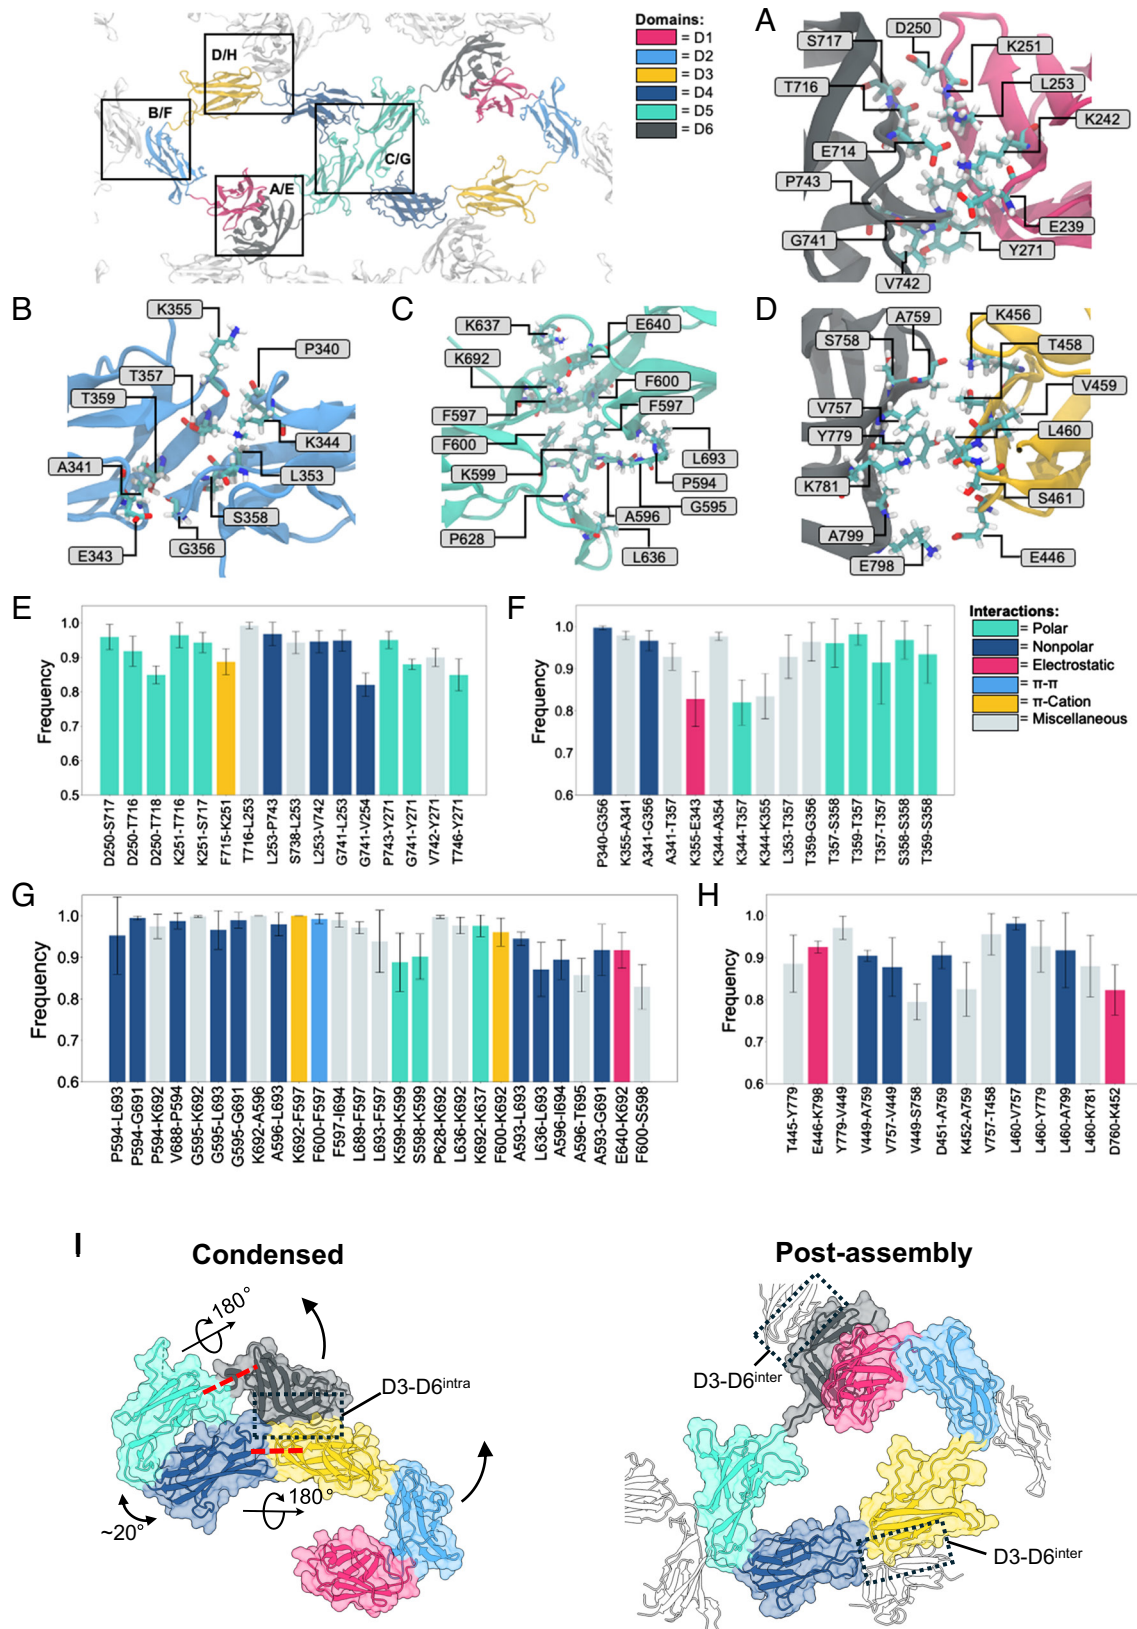 Domains:
= D1
= D2
= D3
= D4
= D5
= D6
D/H
B/F
C/G
A/E
A
D250
S717
K251
T716
L253
K242
E714
P743
G741
E239
Y271
V742
B
K355
P340
T357
T359
K344
A341
L353
S358
G356
E343
C
K637
E640
K692
F600
F597
F597
F600
L693
K599
P594
G595
A596
P628
L636
D
A759
K456
S758
T458
V459
V757
L460
Y779
K781
S461
A799
E798
E446
E
Frequency
1.0
0.9
0.8
0.7
0.6
0.5
D250-S717
D250-T716
D250-T718
K251-T716
K251-S717
F715-K251
T716-L253
L253-P743
S738-L253
L253-V742
G741-L253
G741-V254
P743-Y271
G741-Y271
V742-Y271
T746-Y271
F
Frequency
1.0
0.9
0.8
0.7
0.6
P340-G356
K355-A341
A341-G356
A341-T357
K355-E343
K344-A354
K344-T357
K344-K355
L353-T357
T359-G356
T357-S358
T359-T357
T357-T357
S358-S358
T359-S358
Interactions:
= Polar
= Nonpolar
= Electrostatic
= π-π
= π-Cation
= Miscellaneous
G
Frequency
1.0
0.9
0.8
0.7
0.6
P594-L693
P594-G691
P594-K692
V688-P594
G595-K692
G595-L693
G595-G691
K692-A596
A596-L693
K692-F597
F600-F597
F597-I694
L689-F597
L693-F597
K599-K599
S598-K599
P628-K692
L636-K692
K692-K637
F600-K692
A593-L693
L636-L693
A596-I694
A596-T695
A593-G691
E640-K692
F600-S598
H
Frequency
1.0
0.9
0.8
0.7
0.6
T445-Y779
E446-K798
Y779-V449
V449-A759
V757-V449
V449-S758
D451-A759
K452-A759
V757-T458
L460-V757
L460-Y779
L460-A799
L460-K781
D760-K452
I
Condensed
180°
D3-D6intra
180°
~20°
Post-assembly
D3-D6inter
D3-D6inter